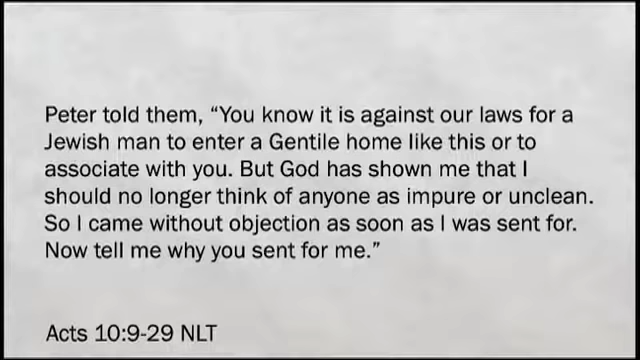 Peter told them, “You know it is against our laws for a
Jewish man to enter a Gentile home like this or to
associate with you. But God has shown me that I
should no longer think of anyone as impure or unclean.
So I came without objection as soon as I was sent for.
Now tell me why you sent for me.”
Acts 10:9-29 NLT